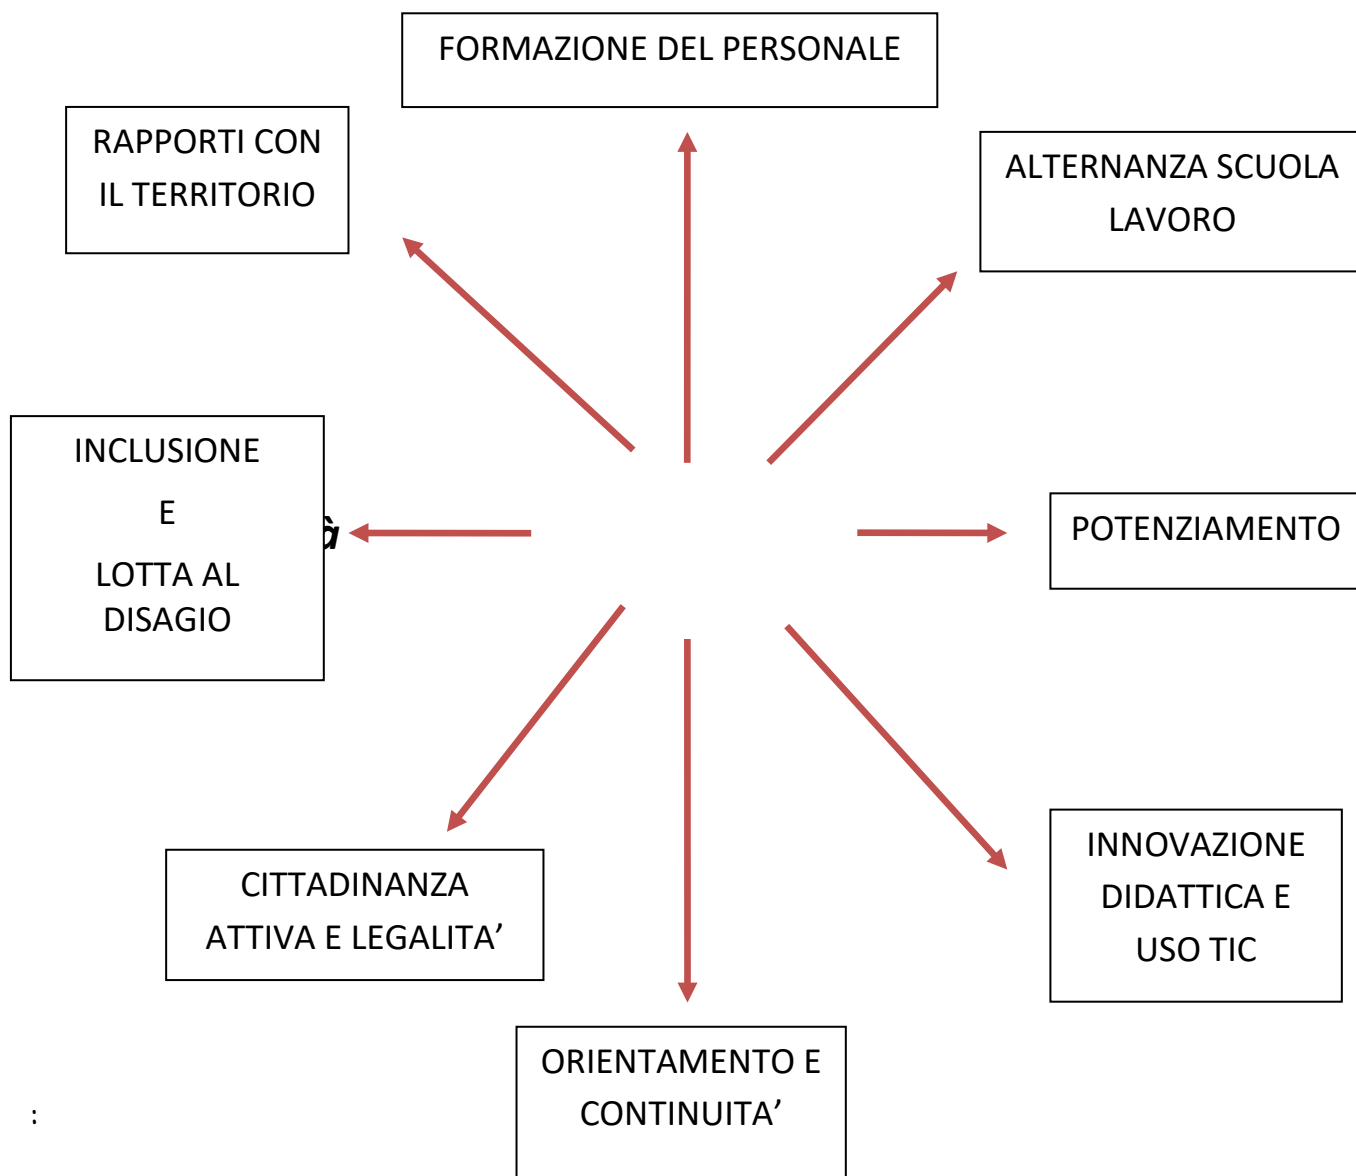 FORMAZIONE DEL PERSONALE
RAPPORTI CON
IL TERRITORIO
ALTERNANZA SCUOLA
LAVORO
INCLUSIONE
E
LOTTA AL
DISAGIO
à
POTENZIAMENTO
INNOVAZIONE
DIDATTICA E
USO TIC
CITTADINANZA
ATTIVA E LEGALITA’
ORIENTAMENTO E
CONTINUITA’
: